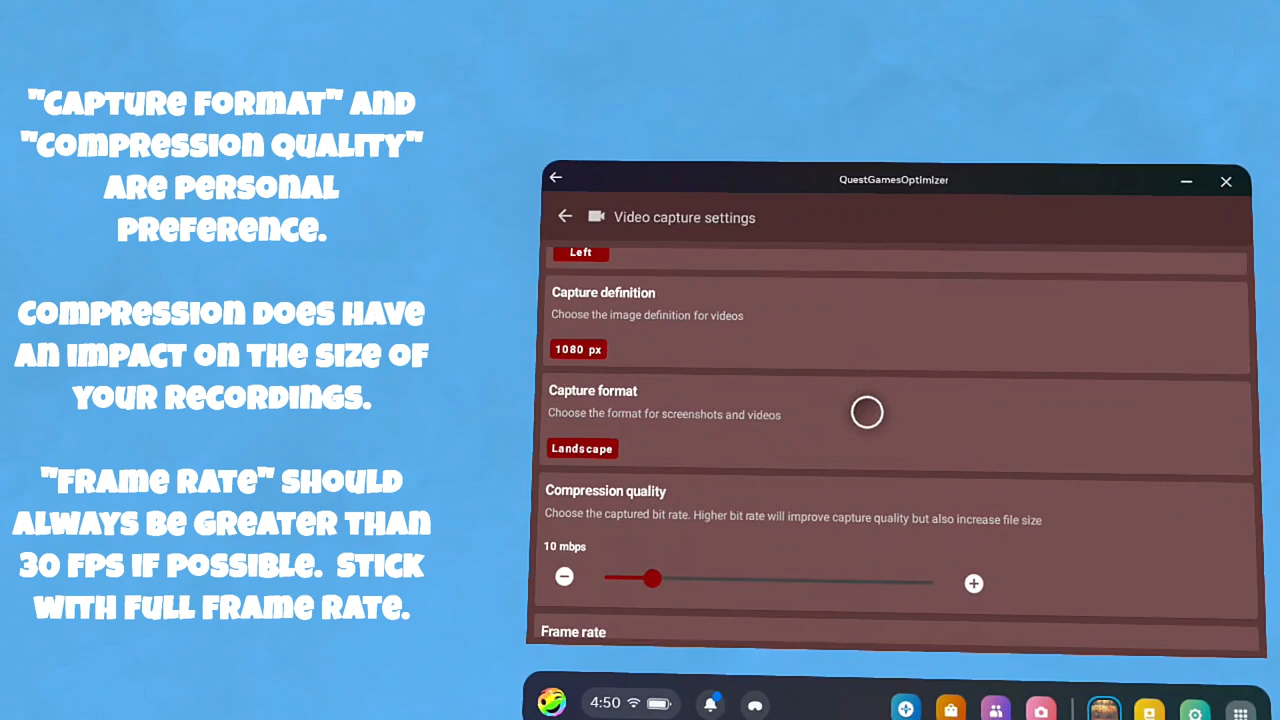 "Capture Format" and
"Compression Quality"
are personal
preference.
Compression does have
an impact on the size of
your recordings.
"Frame Rate" should
always be greater than
30 FPS if possible. Stick
with full frame rate.
QuestGamesOptimizer
Video capture settings
Left
Capture definition
Choose the image definition for videos
1080 px
Capture format
Choose the format for screenshots and videos
Landscape
Compression quality
Choose the captured bit rate. Higher bit rate will improve capture quality but also increase file size
10 mbps
Frame rate
4:50